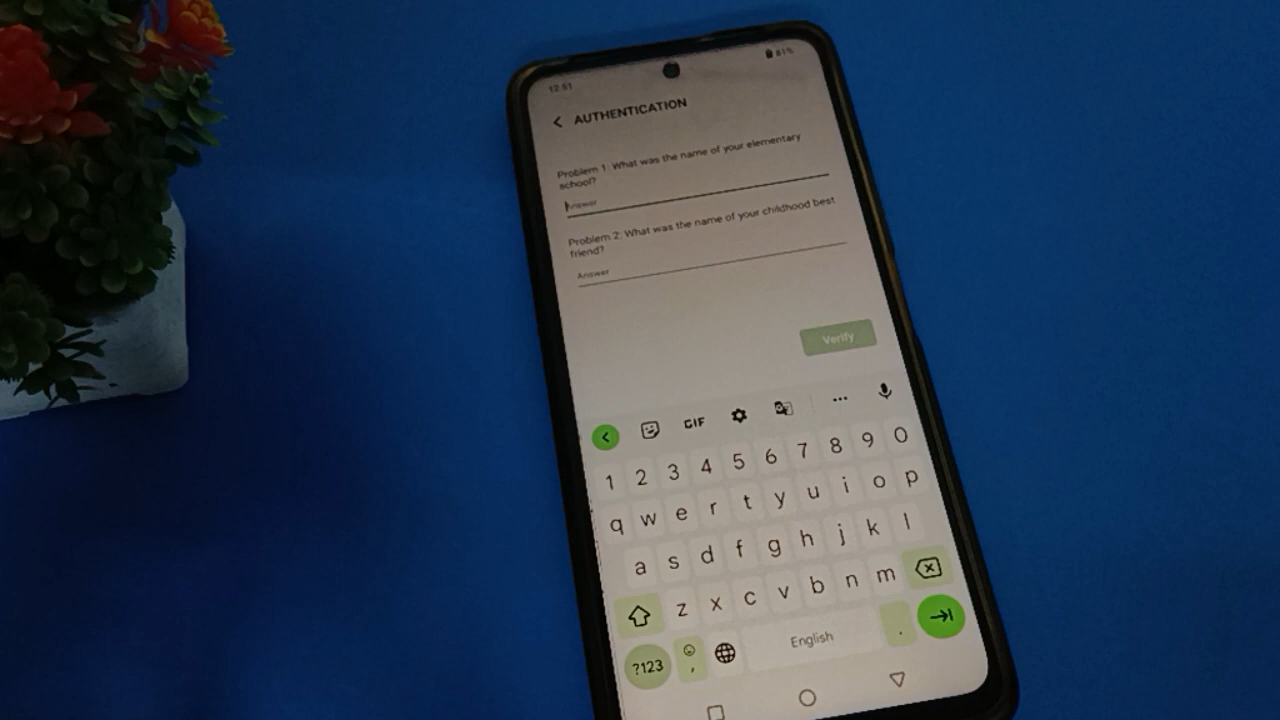 12:51
81%
AUTHENTICATION
Problem 1: What was the name of your elementary
school?
Answer
Problem 2: What was the name of your childhood best
friend?
Answer
Verify
GIF
1 2 3 4 5 6 7 8 9 0
q w e r t y u i o p
a s d f g h j k l
z x c v b n m
?123 , English .